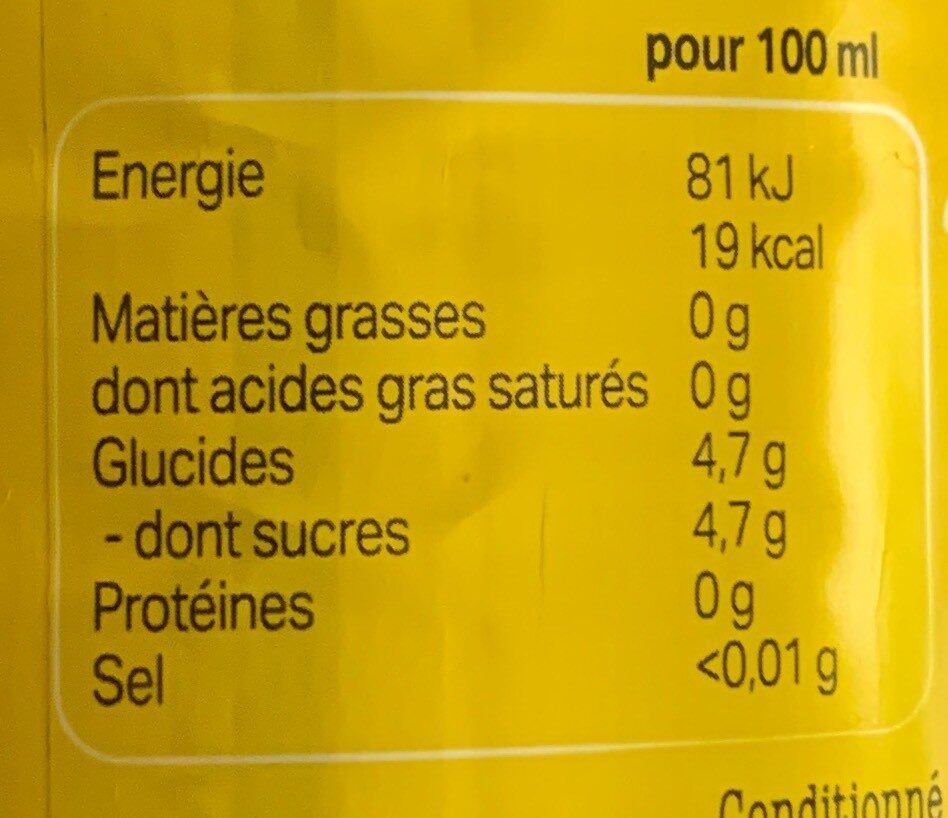 pour 100 ml
Energie 81 kJ
19 kcal
Matières grasses 0 g
dont acides gras saturés 0 g
Glucides 4,7 g
- dont sucres 4,7 g
Protéines 0 g
Sel <0,01 g
Conditionné